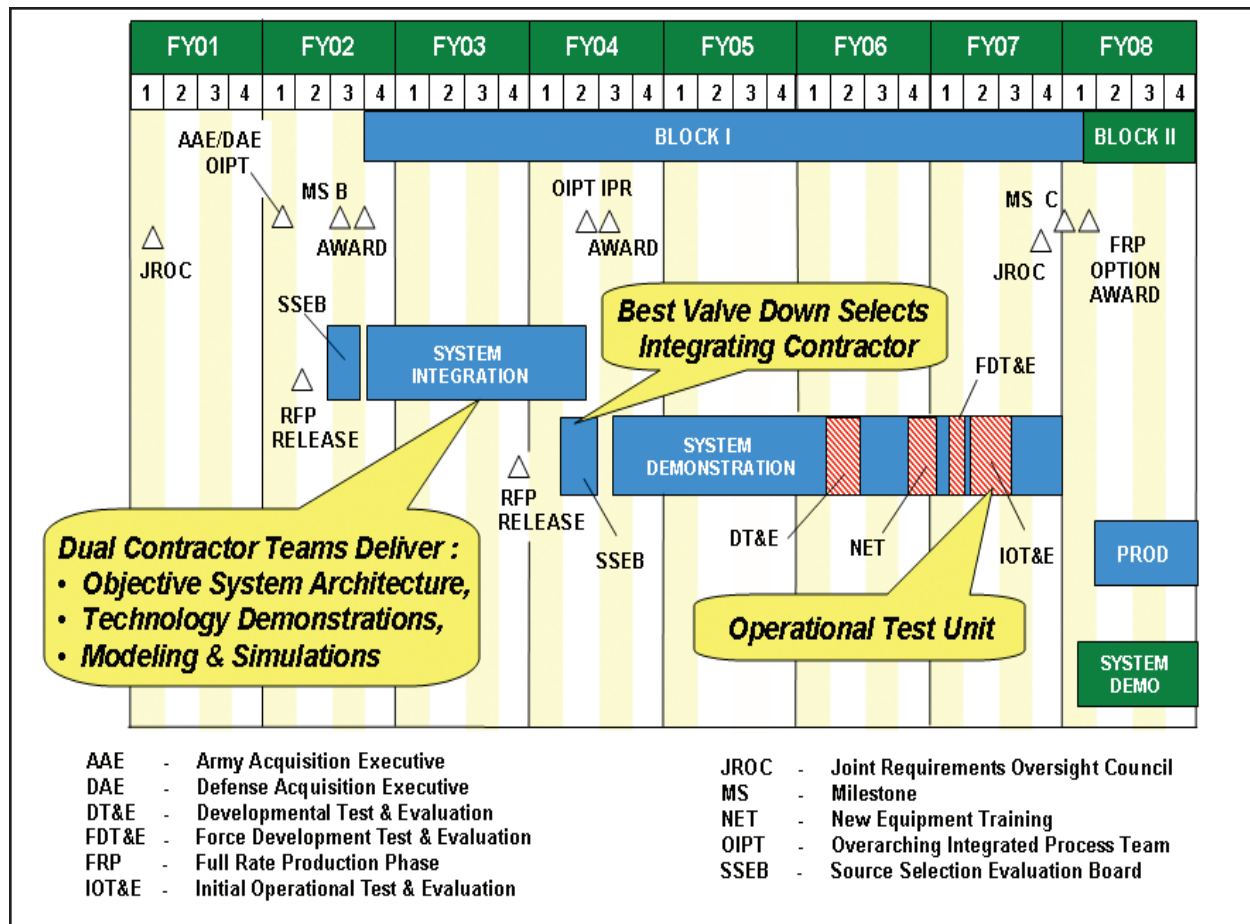 FY01 FY02 FY03 FY04 FY05 FY06 FY07 FY08
1 2 3 4 1 2 3 4 1 2 3 4 1 2 3 4 1 2 3 4 1 2 3 4 1 2 3 4 1 2 3 4
BLOCK I
BLOCK II
AAE/DAE
OIPT
MS B
AWARD
JROC
OIPT IPR
AWARD
MS C
JROC
FRP
OPTION
AWARD
SSEB
SYSTEM
INTEGRATION
RFP
RELEASE
Best Valve Down Selects
Integrating Contractor
FDT&E
SYSTEM
DEMONSTRATION
RFP
RELEASE
SSEB
DT&E
NET
IOT&E
PROD
Dual Contractor Teams Deliver :
• Objective System Architecture,
• Technology Demonstrations,
• Modeling & Simulations
Operational Test Unit
SYSTEM
DEMO
AAE - Army Acquisition Executive
DAE - Defense Acquisition Executive
DT&E - Developmental Test & Evaluation
FDT&E - Force Development Test & Evaluation
FRP - Full Rate Production Phase
IOT&E - Initial Operational Test & Evaluation
JROC - Joint Requirements Oversight Council
MS - Milestone
NET - New Equipment Training
OIPT - Overarching Integrated Process Team
SSEB - Source Selection Evaluation Board